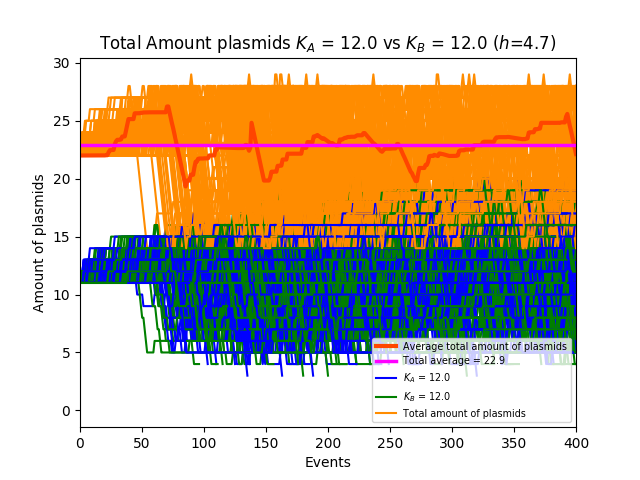 Total Amount plasmids K_A = 12.0 vs K_B = 12.0 (h=4.7)
Amount of plasmids
30
25
20
15
10
5
0
Average total amount of plasmids
Total average = 22.9
K_A = 12.0
K_B = 12.0
Total amount of plasmids
0 50 100 150 200 250 300 350 400
Events